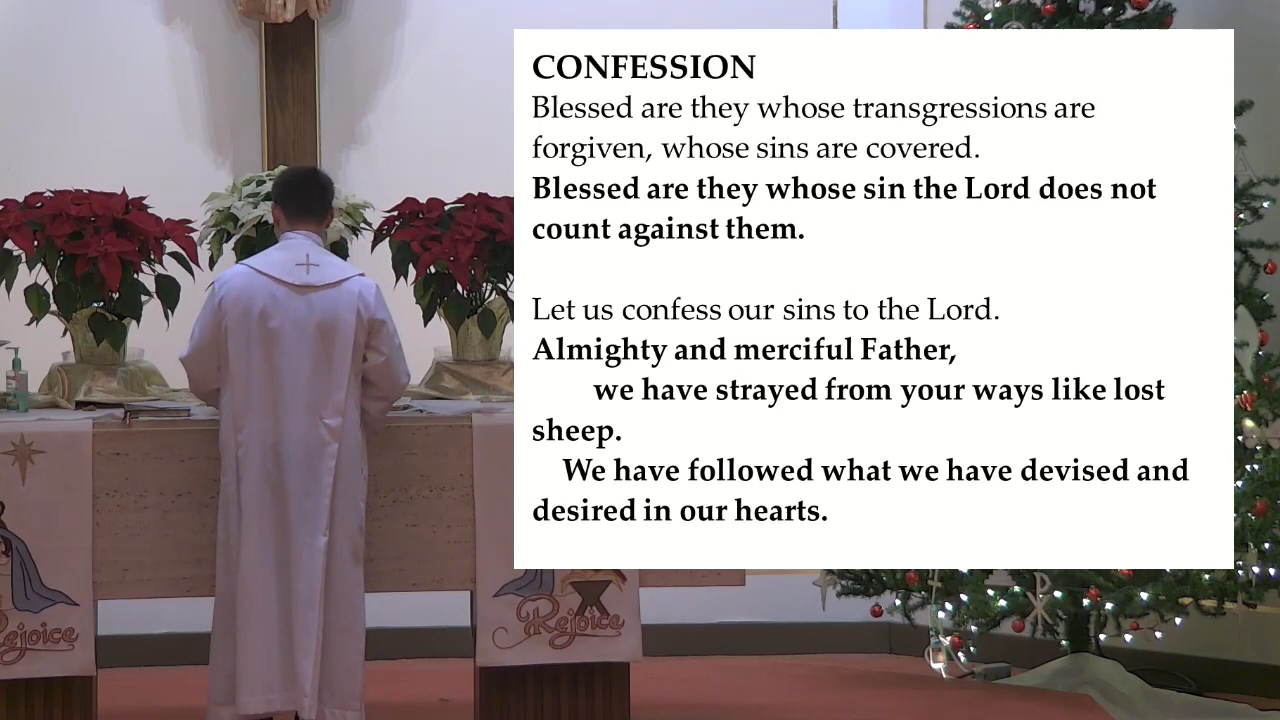 CONFESSION
Blessed are they whose transgressions are
forgiven, whose sins are covered.
Blessed are they whose sin the Lord does not
count against them.
Let us confess our sins to the Lord.
Almighty and merciful Father,
we have strayed from your ways like lost
sheep.
We have followed what we have devised and
desired in our hearts.
Rejoice
Rejoice